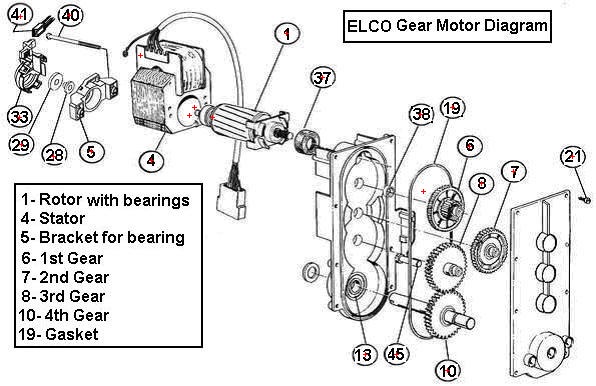 ELCO Gear Motor Diagram
41
40
1
37
38
19
6
8
7
21
33
29
28
5
4
13
45
10
1- Rotor with bearings
4- Stator
5- Bracket for bearing
6- 1st Gear
7- 2nd Gear
8- 3rd Gear
10- 4th Gear
19- Gasket